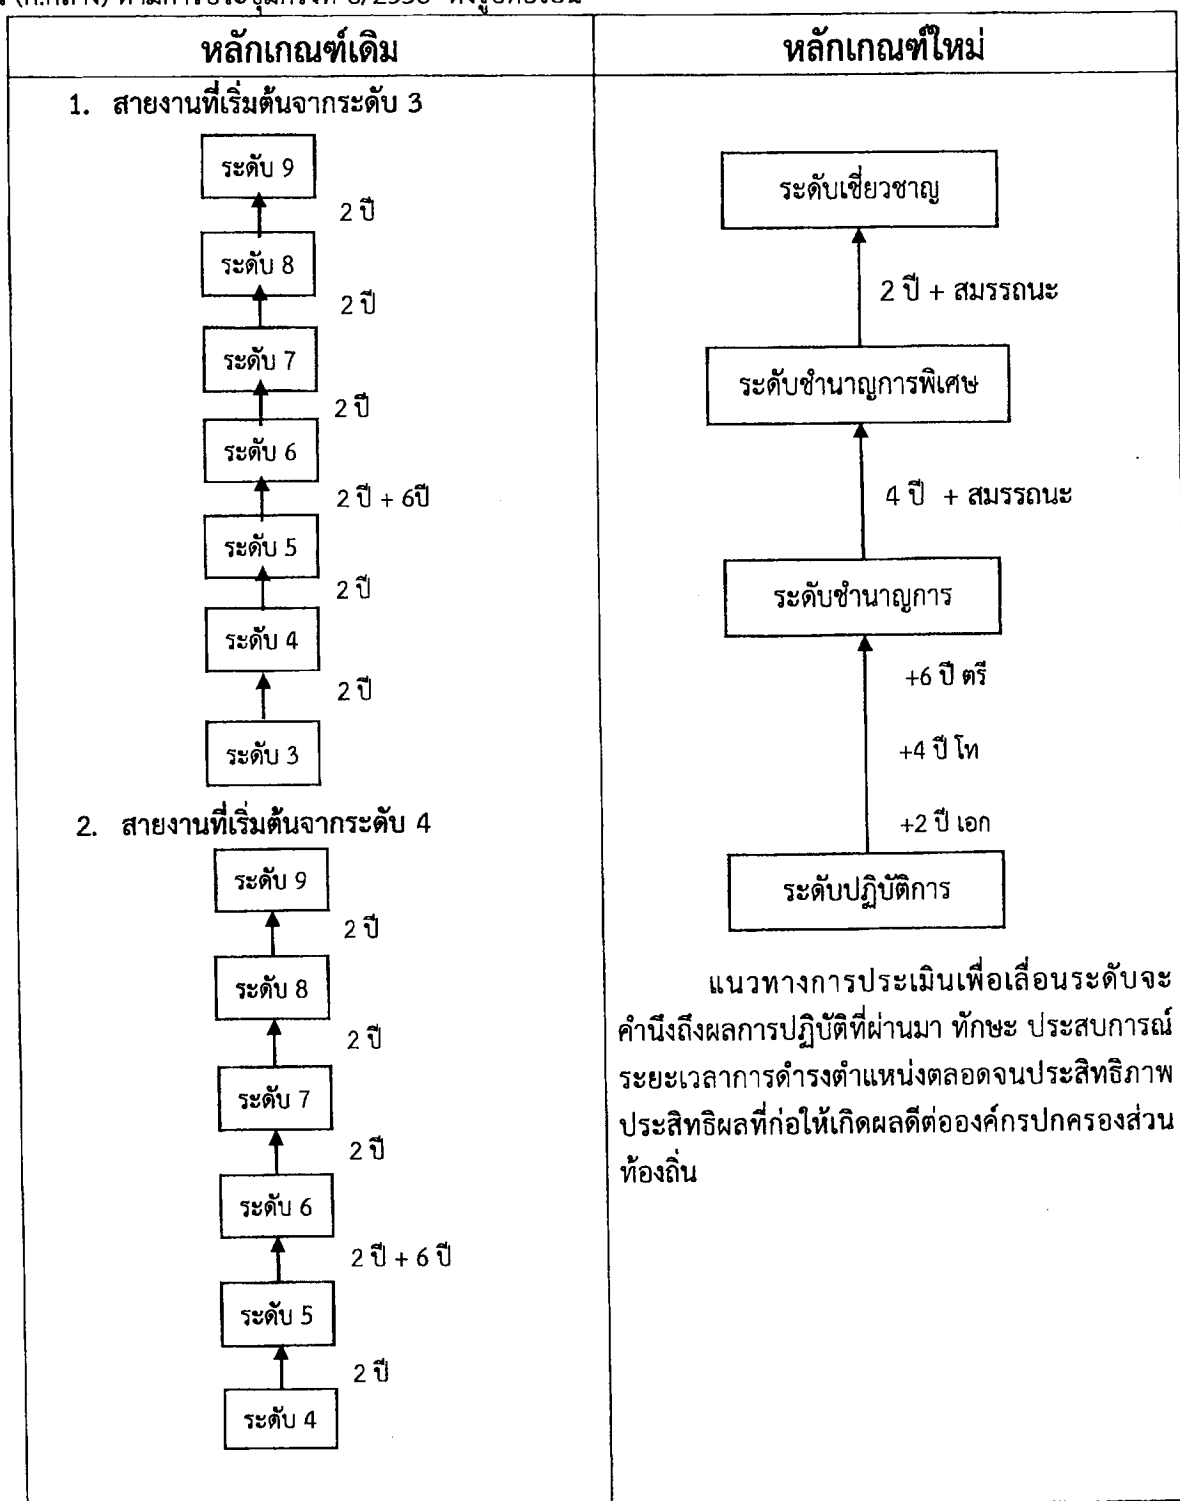 หลักเกณฑ์เดิม
1. สายงานที่เริ่มต้นจากระดับ 3
ระดับ 9
2 ปี
ระดับ 8
2 ปี
ระดับ 7
2 ปี
ระดับ 6
2 ปี + 6ปี
ระดับ 5
2 ปี
ระดับ 4
2 ปี
ระดับ 3
2. สายงานที่เริ่มต้นจากระดับ 4
ระดับ 9
2 ปี
ระดับ 8
2 ปี
ระดับ 7
2 ปี
ระดับ 6
2 ปี + 6 ปี
ระดับ 5
2 ปี
ระดับ 4
หลักเกณฑ์ใหม่
ระดับเชี่ยวชาญ
2 ปี + สมรรถนะ
ระดับชำนาญการพิเศษ
4 ปี + สมรรถนะ
ระดับชำนาญการ
+6 ปี ตรี
+4 ปี โท
+2 ปี เอก
ระดับปฏิบัติการ
แนวทางการประเมินเพื่อเลื่อนระดับจะ
คำนึงถึงผลการปฏิบัติที่ผ่านมา ทักษะ ประสบการณ์
ระยะเวลาการดำรงตำแหน่งตลอดจนประสิทธิภาพ
ประสิทธิผลที่ก่อให้เกิดผลดีต่อองค์กรปกครองส่วน
ท้องถิ่น